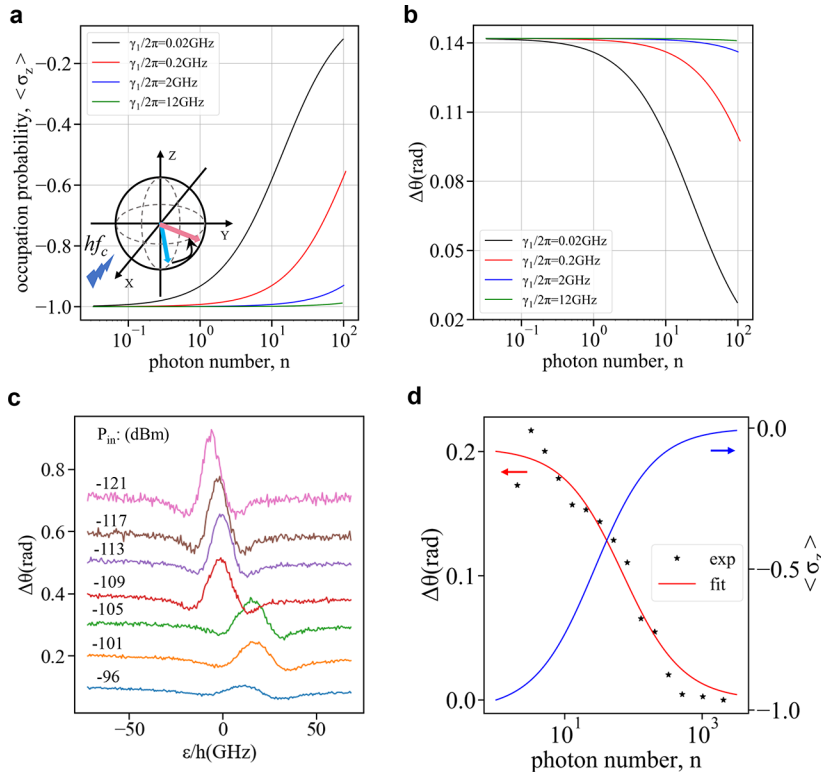 a
occupation probability, < σz >
−0.2
−0.4
−0.6
−0.8
−1.0
γ₁/2π=0.02GHz
γ₁/2π=0.2GHz
γ₁/2π=2GHz
γ₁/2π=12GHz
Z
Y
X
hf_c
10⁻¹ 10⁰ 10¹ 10²
photon number, n
b
Δθ(rad)
0.14
0.11
0.08
0.05
0.02
γ₁/2π=0.02GHz
γ₁/2π=0.2GHz
γ₁/2π=2GHz
γ₁/2π=12GHz
10⁻¹ 10⁰ 10¹ 10²
photon number, n
c
P_in: (dBm)
Δθ(rad)
0.8
0.6
0.4
0.2
-121
-117
-113
-109
-105
-101
-96
−50 0 50
ε/h(GHz)
d
Δθ(rad)
0.2
0.1
0.0
exp
fit
0.0
−0.5
−1.0
< σz >
10¹ 10³
photon number, n